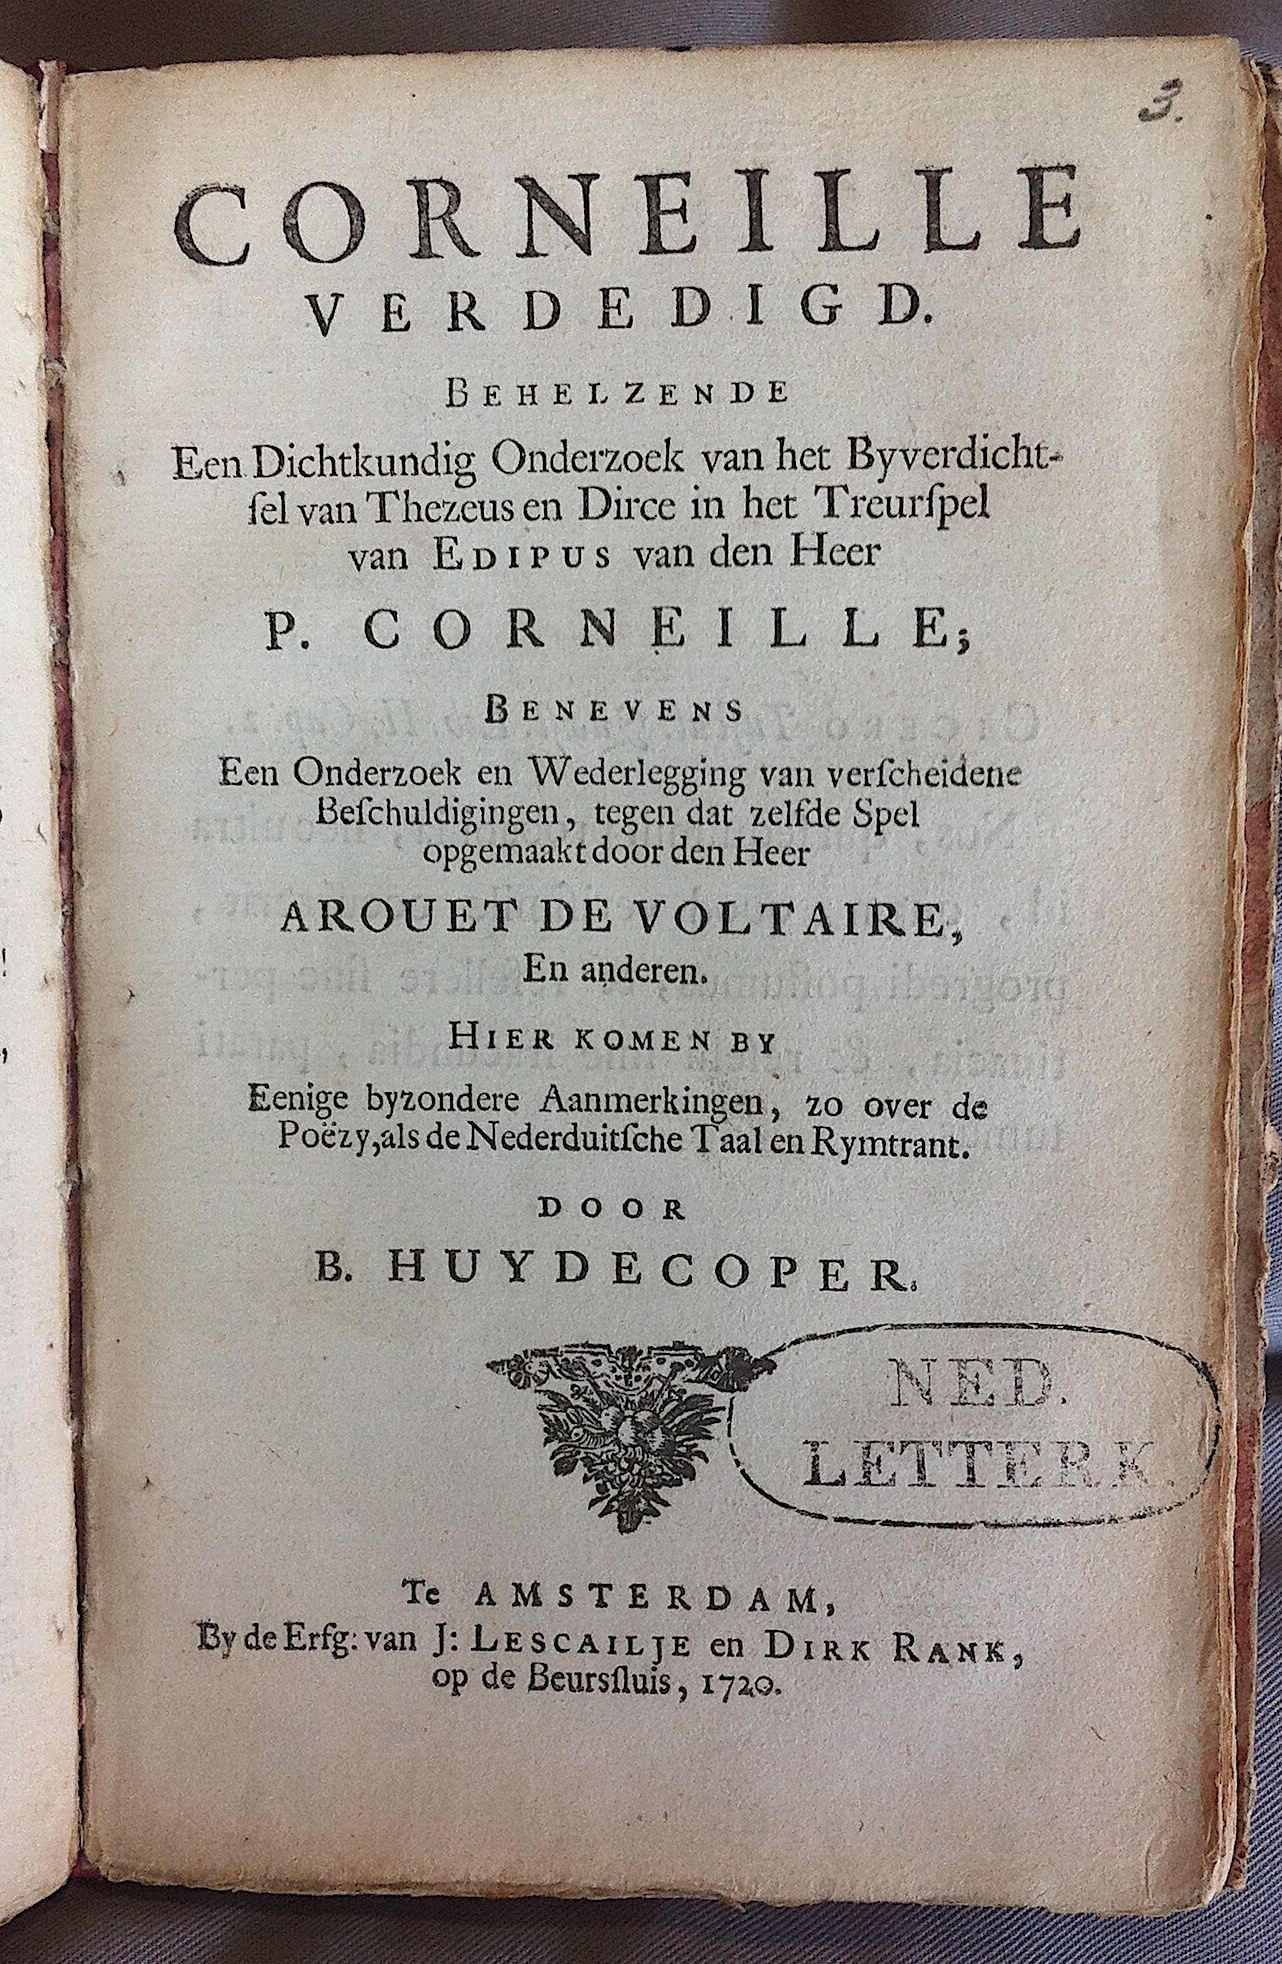 3.
CORNEILLE
VERDEDIGD.
BEHELZENDE
Een Dichtkundig Onderzoek van het Byverdicht-
ſel van Thezeus en Dirce in het Treurſpel
van EDIPUS van den Heer
P. CORNEILLE;
BENEVENS
Een Onderzoek en Wederlegging van verſcheidene
Beſchuldigingen, tegen dat zelfde Spel
opgemaakt door den Heer
AROUET DE VOLTAIRE,
En anderen.
HIER KOMEN BY
Eenige byzondere Aanmerkingen, zo over de
Poëzy, als de Nederduitſche Taal en Rymtrant.
DOOR
B. HUYDECOPER.
NED.
LETTERK.
Te AMSTERDAM,
By de Erfg: van J: LESCAILJE en DIRK RANK,
op de Beursſluis, 1720.